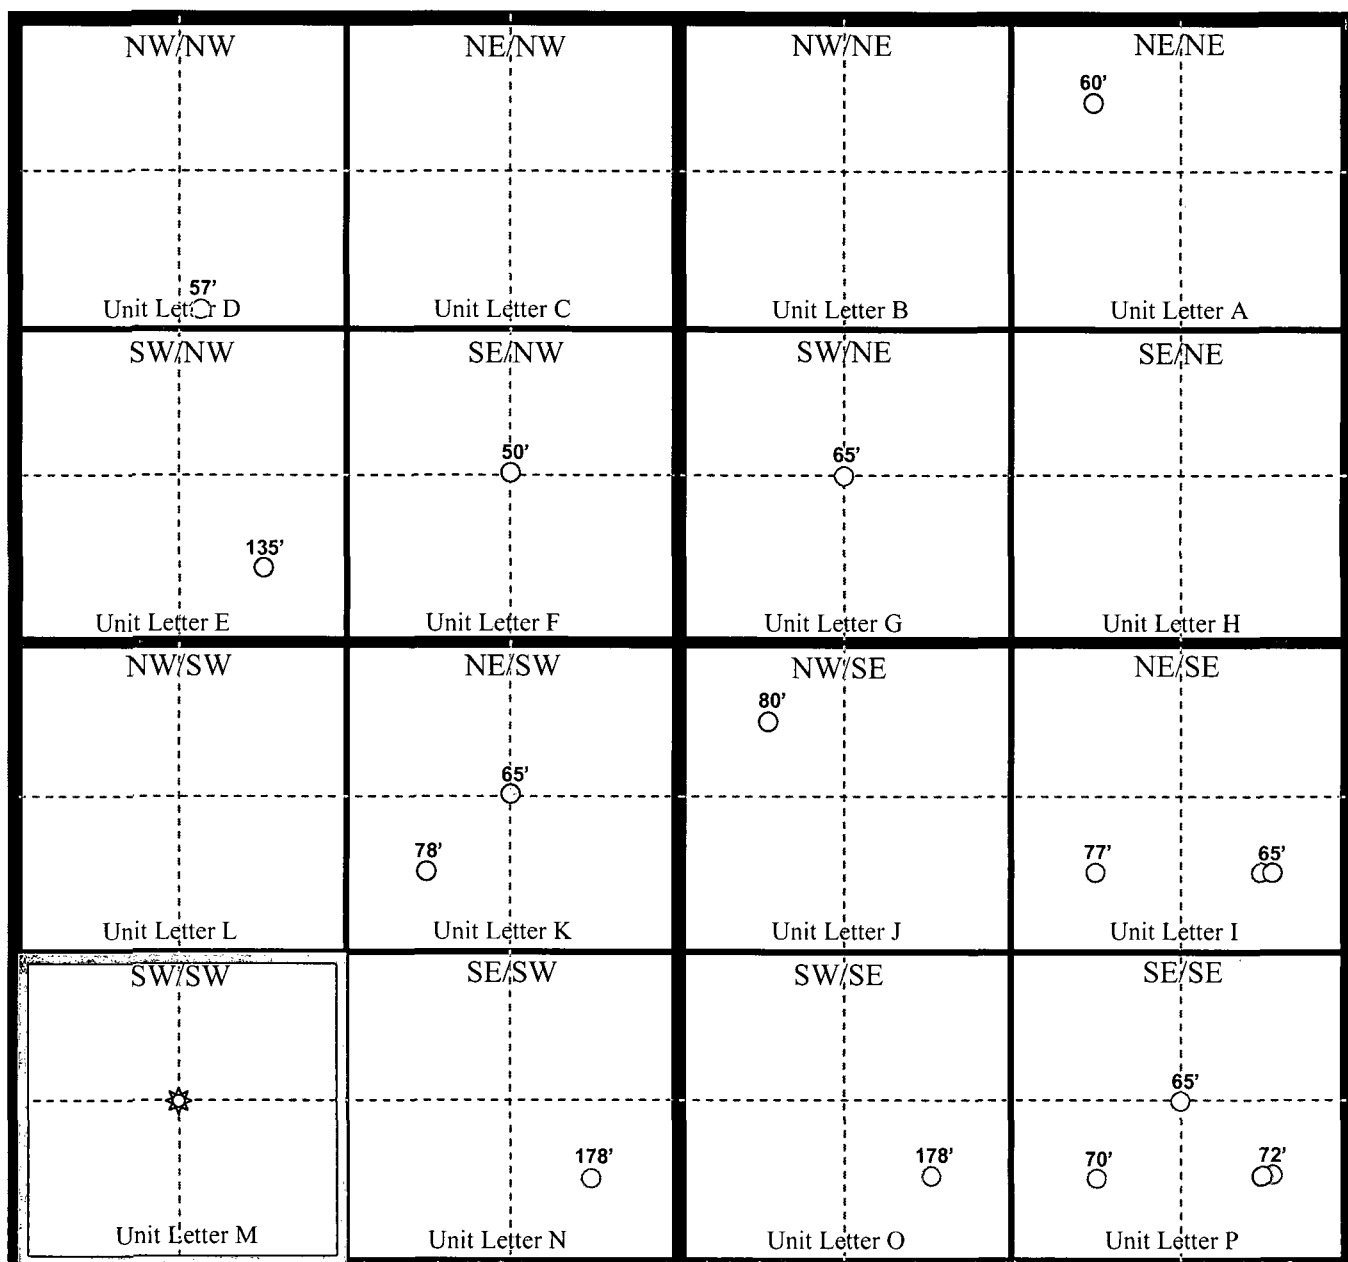 NW/NW
NE/NW
NW/NE
NE/NE
60'
57'
Unit Letter D
Unit Letter C
Unit Letter B
Unit Letter A
SW/NW
SE/NW
SW/NE
SE/NE
50'
65'
135'
Unit Letter E
Unit Letter F
Unit Letter G
Unit Letter H
NW/SW
NE/SW
NW/SE
NE/SE
80'
65'
78'
77'
65'
Unit Letter L
Unit Letter K
Unit Letter J
Unit Letter I
SW/SW
SE/SW
SW/SE
SE/SE
65'
178'
178'
70'
72'
Unit Letter M
Unit Letter N
Unit Letter O
Unit Letter P